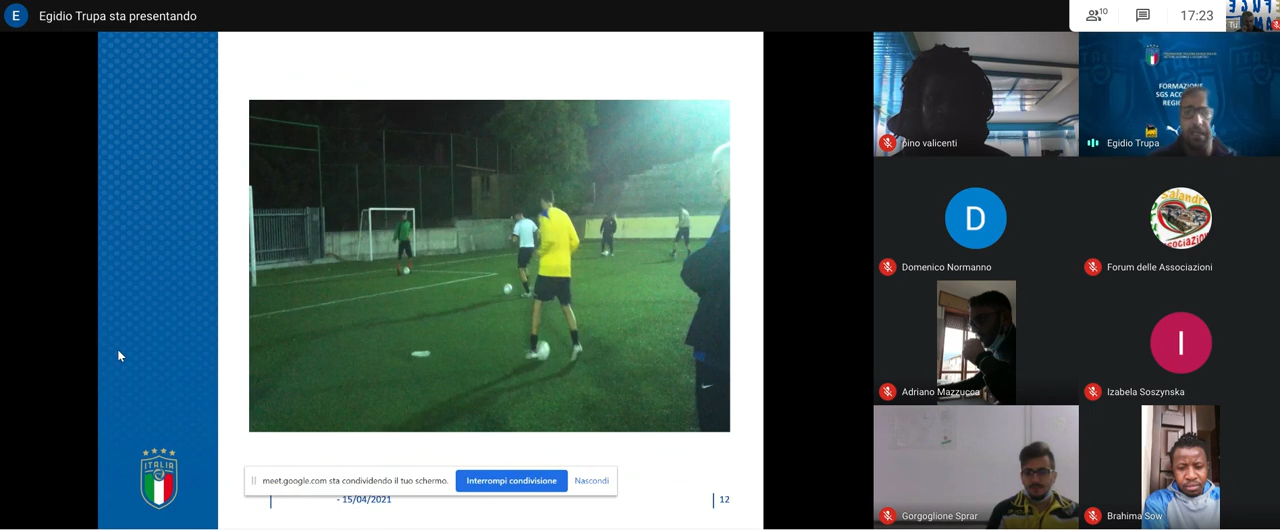 E
Egidio Trupa sta presentando
10
17:23
Tu
pino valicenti
FORMAZIONE
Egidio Trupa
D
Domenico Normanno
Forum delle Associazioni
Adriano Mazzucca
I
Izabela Soszynska
Gorgoglione Sprar
Brahima Sow
ITALIA
meet.google.com sta condividendo il tuo schermo.
Interrompi condivisione
Nascondi
- 15/04/2021
12